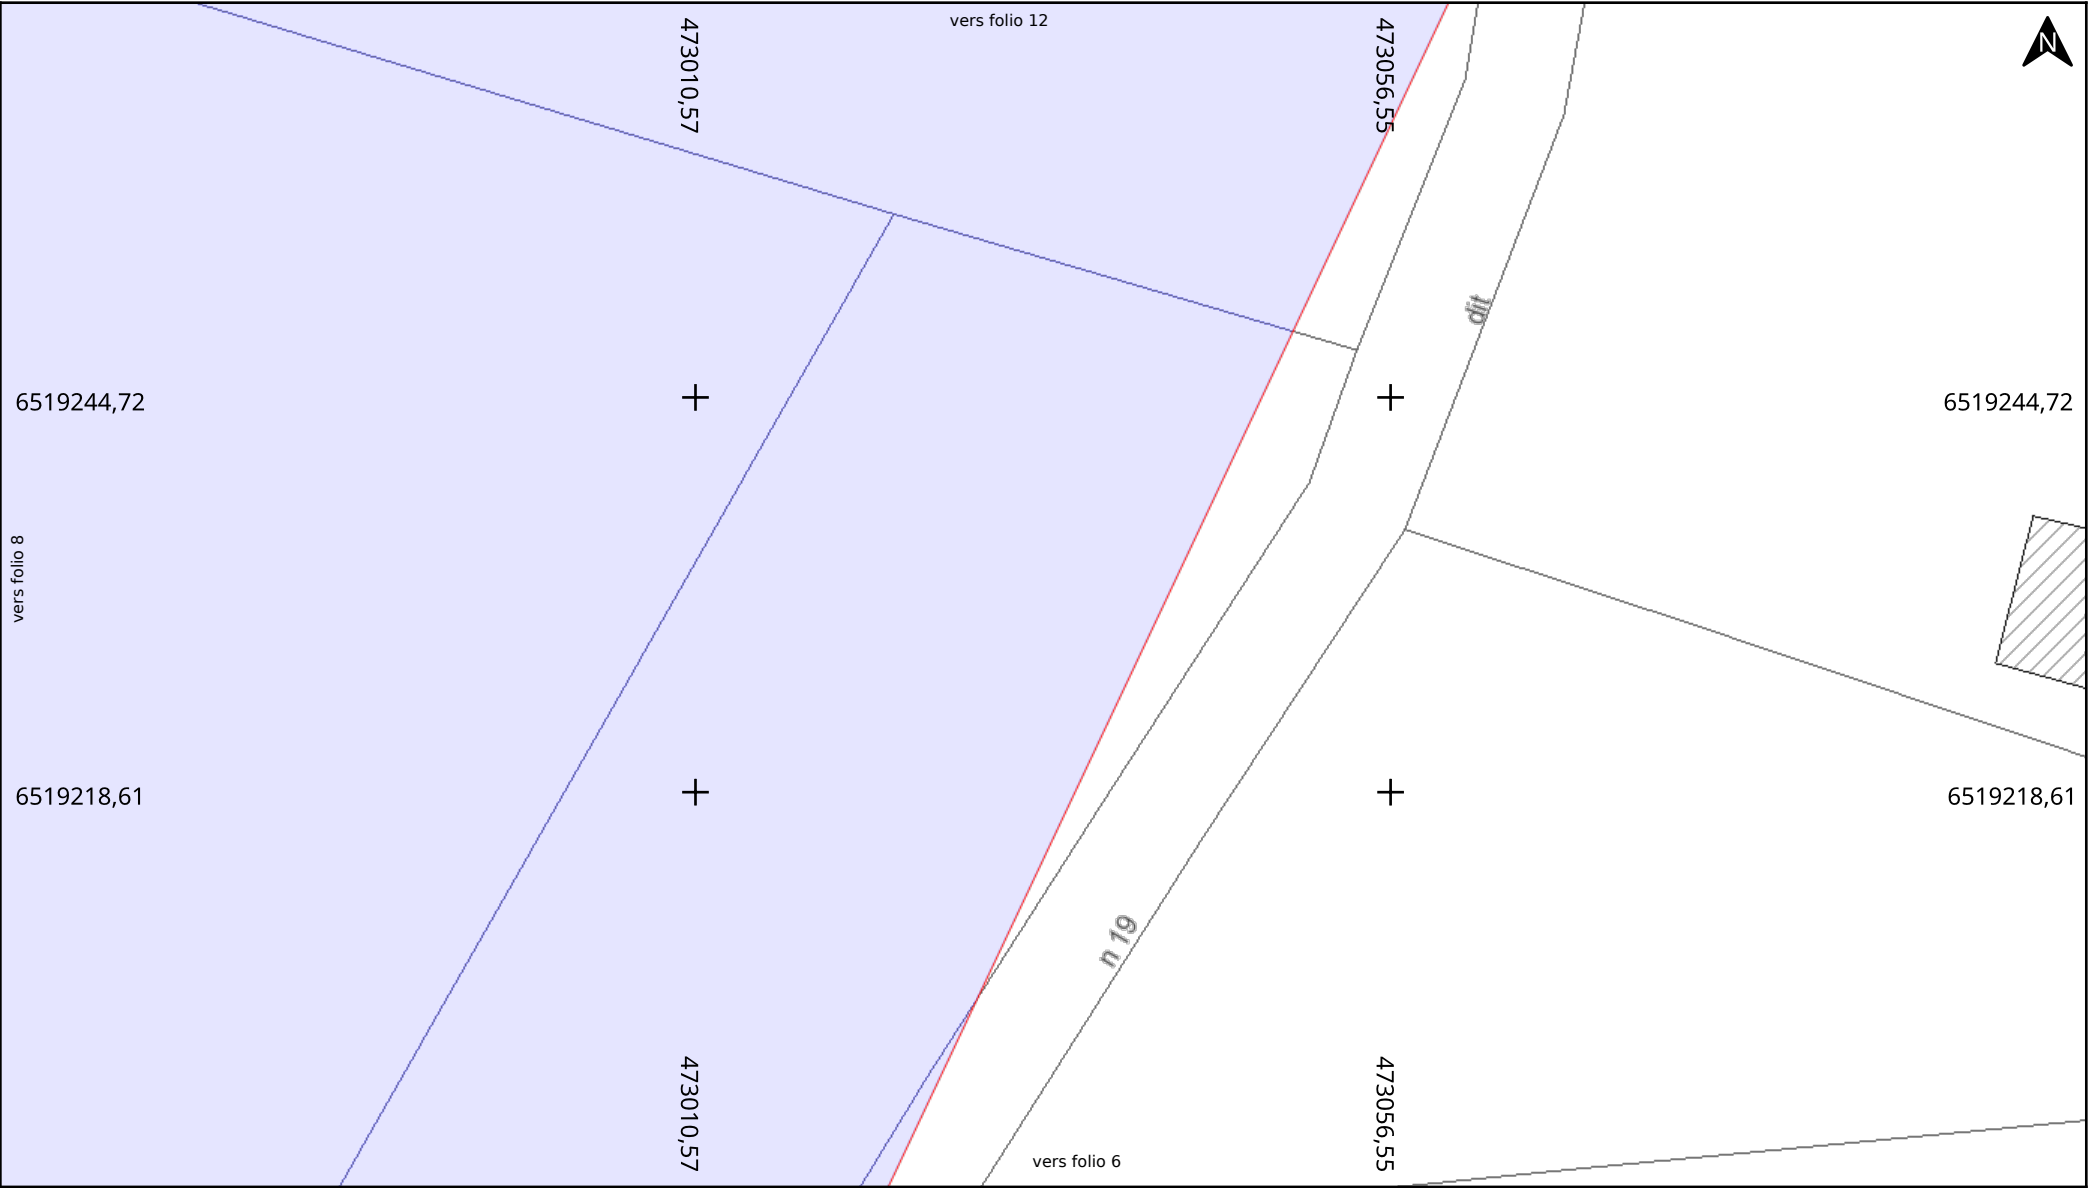 vers folio 12
473010,57
473056,55
N
dit
6519244,72
6519244,72
vers folio 8
6519218,61
6519218,61
n 19
473010,57
473056,55
vers folio 6